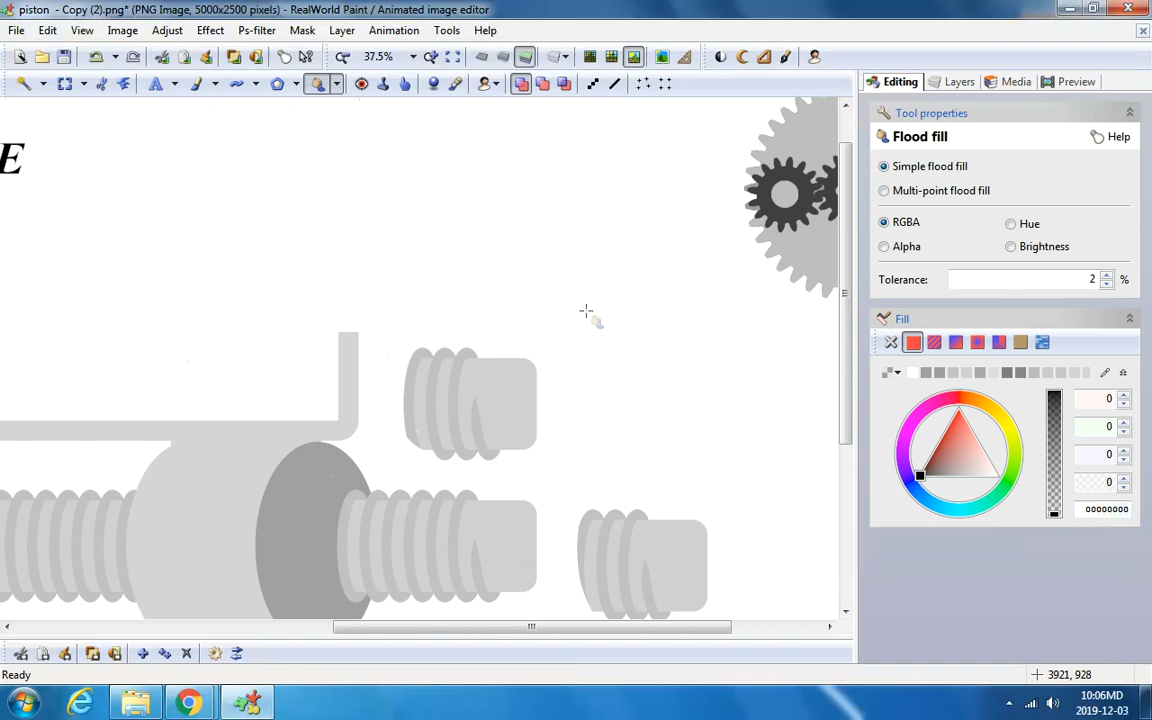 piston - Copy (2).png* (PNG Image, 5000x2500 pixels) - RealWorld Paint / Animated image editor
File Edit View Image Adjust Effect Ps-filter Mask Layer Animation Tools Help
37.5%
Editing Layers Media Preview
Tool properties
Flood fill Help
Simple flood fill
Multi-point flood fill
RGBA Hue
Alpha Brightness
Tolerance: 2 %
Fill
0
0
0
0
00000000
E
Ready 3921, 928
10:06MD
2019-12-03